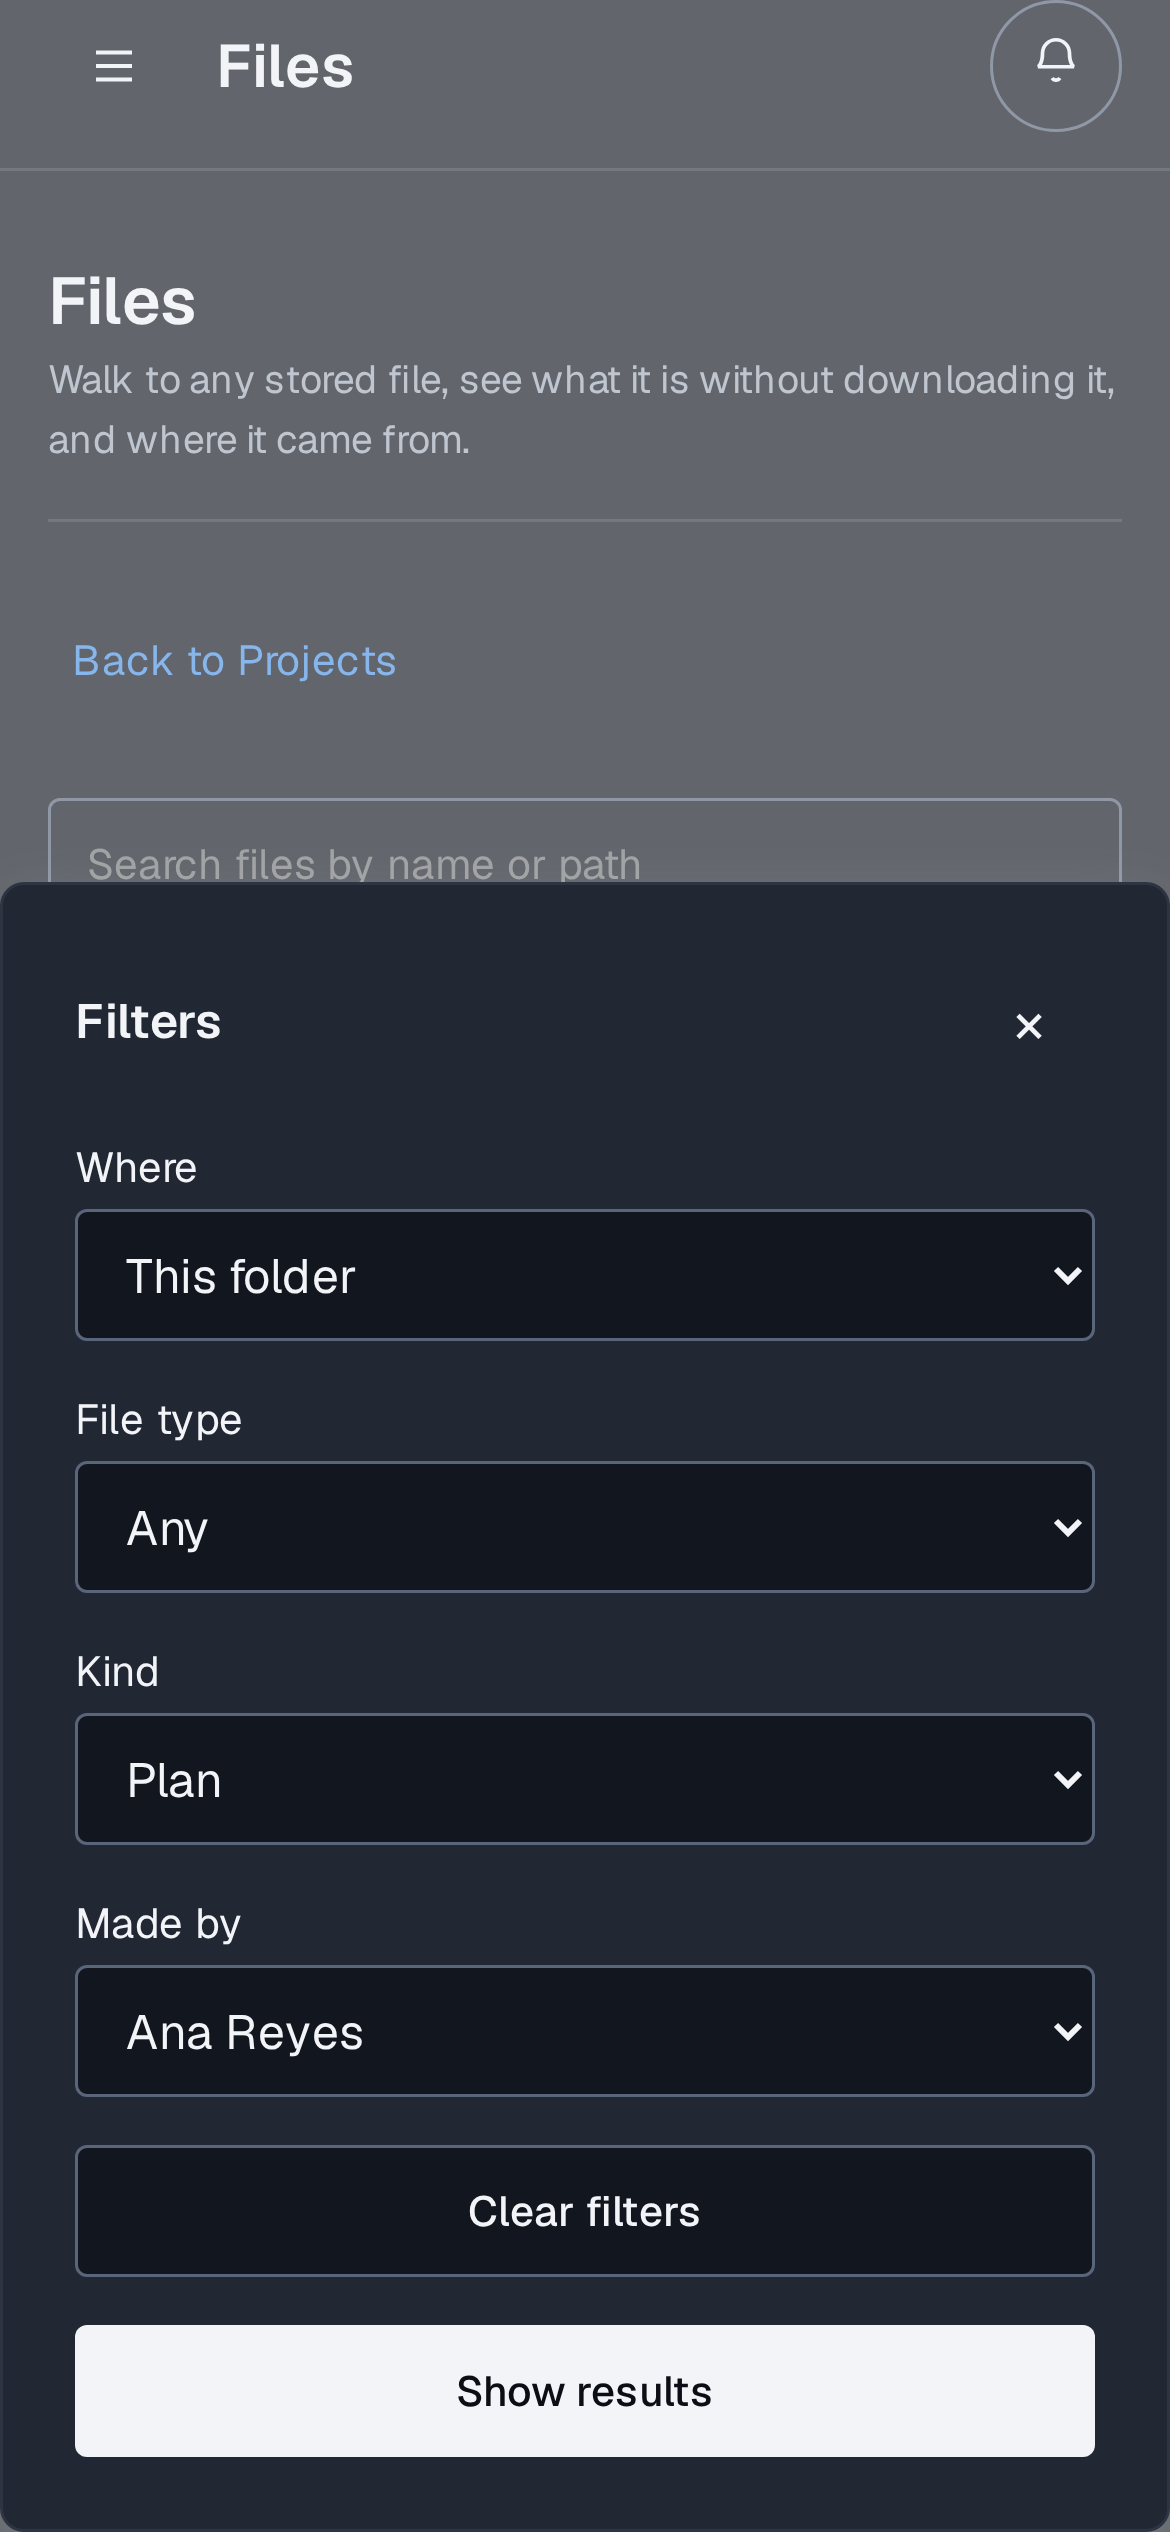 Files
Files
Walk to any stored file, see what it is without downloading it,
and where it came from.
Back to Projects
Search files by name or path
Filters
Where
This folder
File type
Any
Kind
Plan
Made by
Ana Reyes
Clear filters
Show results